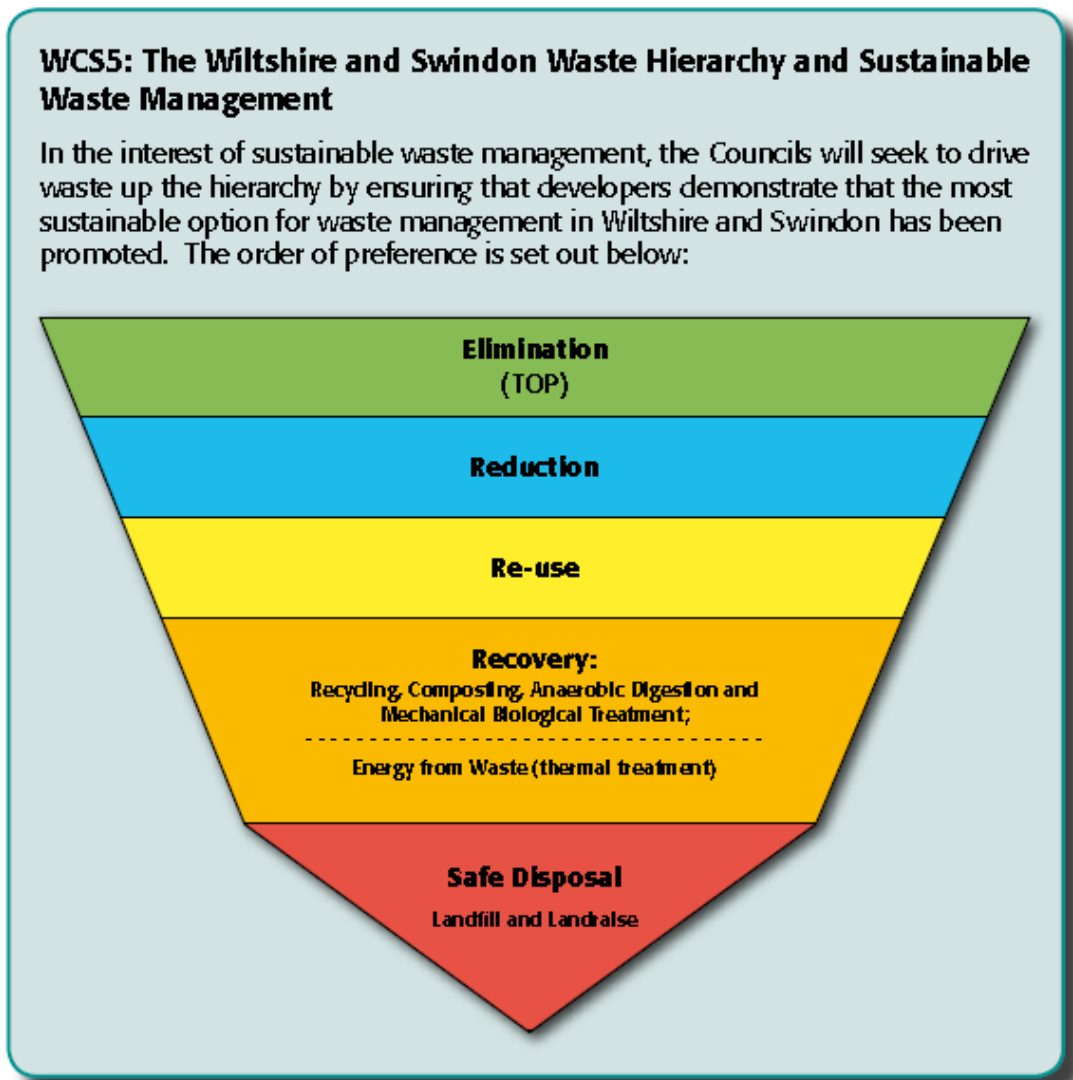 WCS5: The Wiltshire and Swindon Waste Hierarchy and Sustainable
Waste Management
In the interest of sustainable waste management, the Councils will seek to drive
waste up the hierarchy by ensuring that developers demonstrate that the most
sustainable option for waste management in Wiltshire and Swindon has been
promoted. The order of preference is set out below:
Elimination
(TOP)
Reduction
Re-use
Recovery:
Recycling, Composting, Anaerobic Digestion and
Mechanical Biological Treatment;
Energy from Waste (thermal treatment)
Safe Disposal
Landfill and Landraise